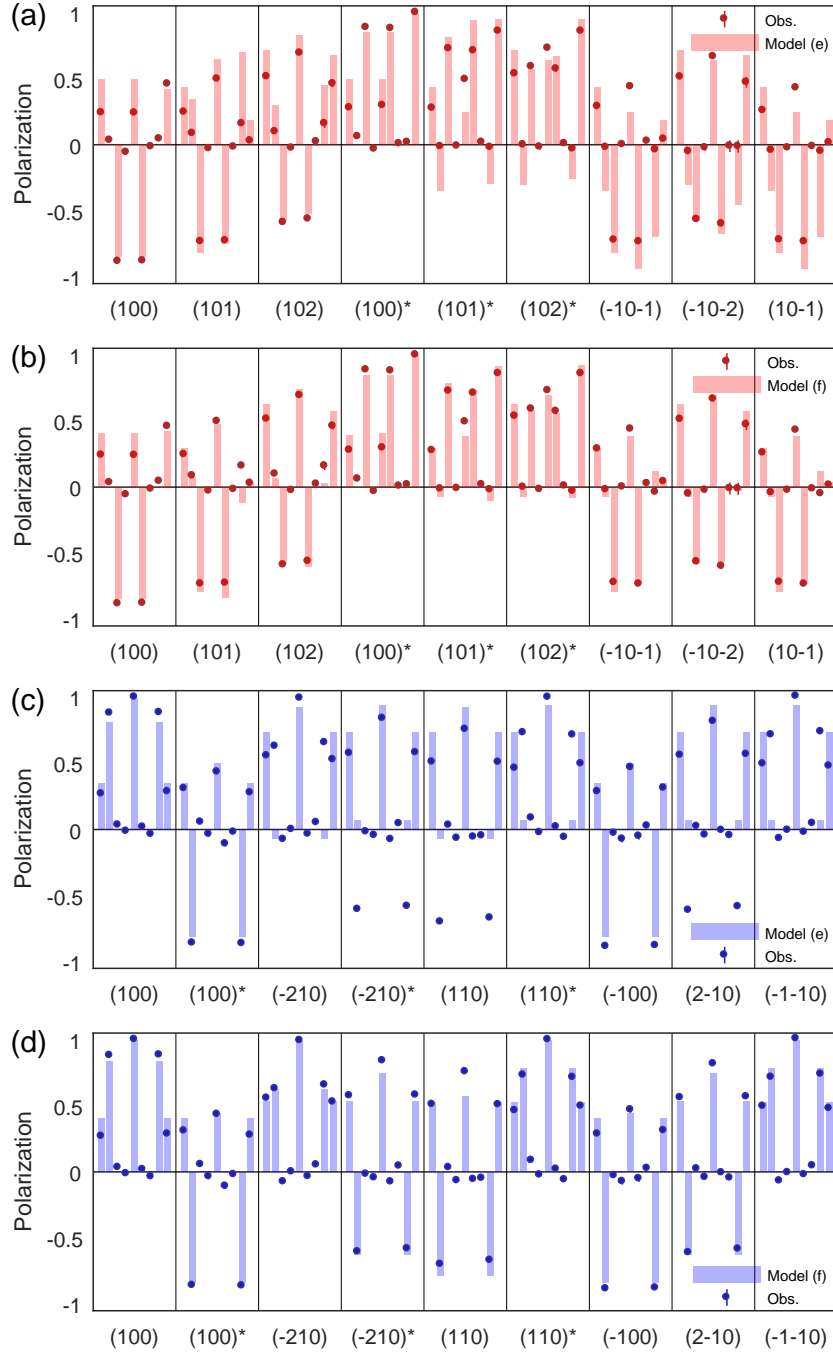 (a)
Polarization
1
0.5
0
-0.5
-1
Obs.
Model (e)
(100) (101) (102) (100)* (101)* (102)* (-10-1) (-10-2) (10-1)
(b)
Polarization
1
0.5
0
-0.5
-1
Obs.
Model (f)
(100) (101) (102) (100)* (101)* (102)* (-10-1) (-10-2) (10-1)
(c)
Polarization
1
0.5
0
-0.5
-1
Model (e)
Obs.
(100) (100)* (-210) (-210)* (110) (110)* (-100) (2-10) (-1-10)
(d)
Polarization
1
0.5
0
-0.5
-1
Model (f)
Obs.
(100) (100)* (-210) (-210)* (110) (110)* (-100) (2-10) (-1-10)